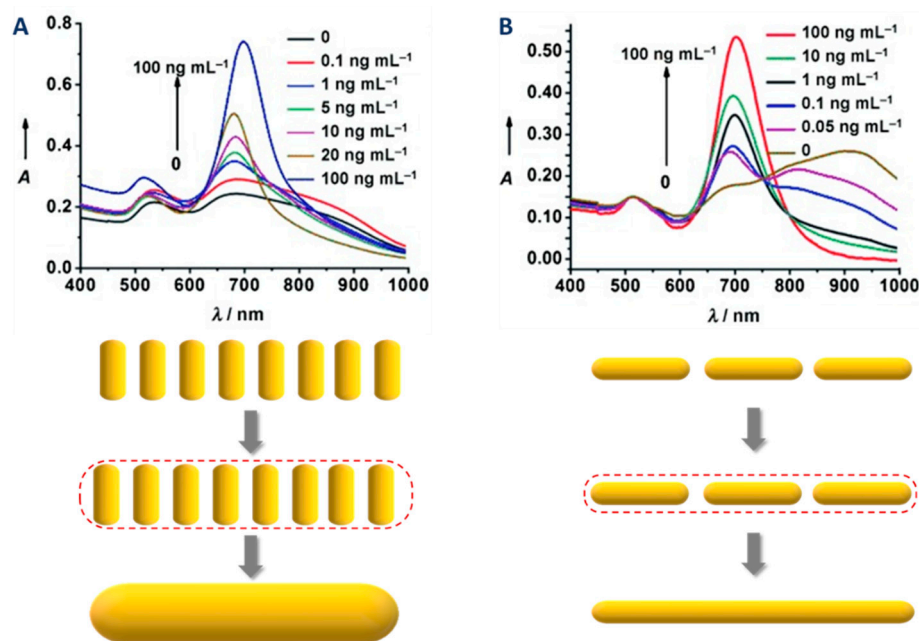 A
0.8
0.6
0.4
0.2
0.0
A
100 ng mL⁻¹
0
0
0.1 ng mL⁻¹
1 ng mL⁻¹
5 ng mL⁻¹
10 ng mL⁻¹
20 ng mL⁻¹
100 ng mL⁻¹
400 500 600 700 800 900 1000
λ / nm
B
0.50
0.40
0.30
0.20
0.10
0.00
A
100 ng mL⁻¹
0
100 ng mL⁻¹
10 ng mL⁻¹
1 ng mL⁻¹
0.1 ng mL⁻¹
0.05 ng mL⁻¹
0
400 500 600 700 800 900 1000
λ / nm